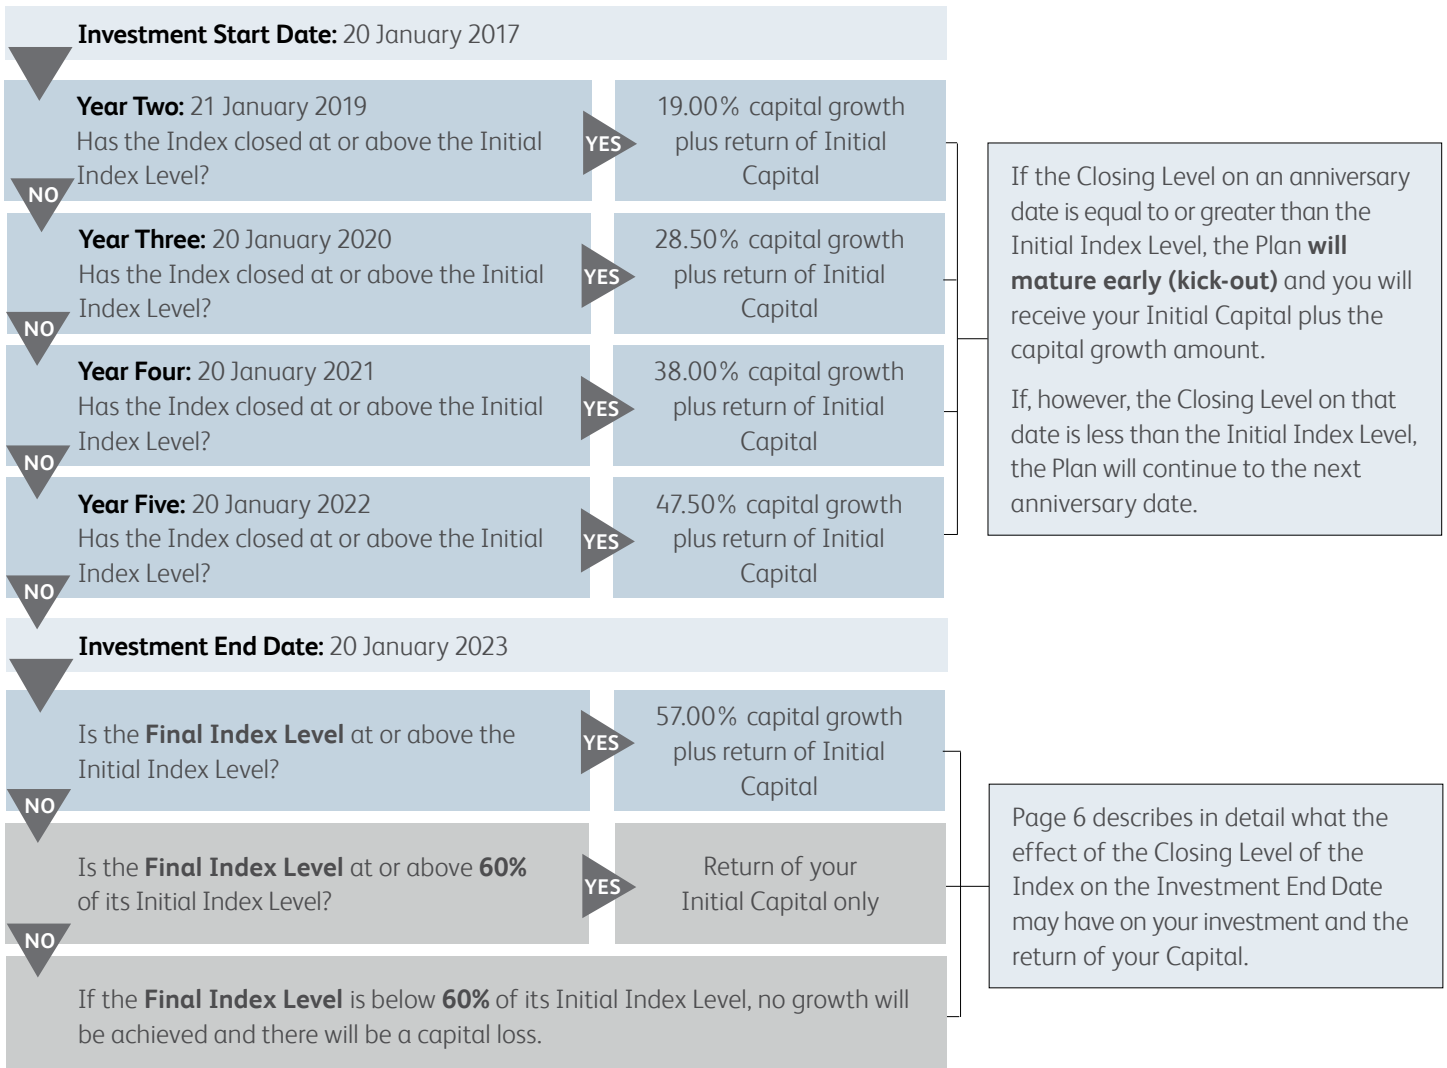 Investment Start Date: 20 January 2017
Year Two: 21 January 2019
Has the Index closed at or above the Initial
Index Level?
YES
19.00% capital growth
plus return of Initial
Capital
NO
Year Three: 20 January 2020
Has the Index closed at or above the Initial
Index Level?
YES
28.50% capital growth
plus return of Initial
Capital
NO
Year Four: 20 January 2021
Has the Index closed at or above the Initial
Index Level?
YES
38.00% capital growth
plus return of Initial
Capital
NO
Year Five: 20 January 2022
Has the Index closed at or above the Initial
Index Level?
YES
47.50% capital growth
plus return of Initial
Capital
NO
If the Closing Level on an anniversary
date is equal to or greater than the
Initial Index Level, the Plan will
mature early (kick-out) and you will
receive your Initial Capital plus the
capital growth amount.
If, however, the Closing Level on that
date is less than the Initial Index Level,
the Plan will continue to the next
anniversary date.
Investment End Date: 20 January 2023
Is the Final Index Level at or above the
Initial Index Level?
YES
57.00% capital growth
plus return of Initial
Capital
NO
Is the Final Index Level at or above 60%
of its Initial Index Level?
YES
Return of your
Initial Capital only
NO
If the Final Index Level is below 60% of its Initial Index Level, no growth will
be achieved and there will be a capital loss.
Page 6 describes in detail what the
effect of the Closing Level of the
Index on the Investment End Date
may have on your investment and the
return of your Capital.